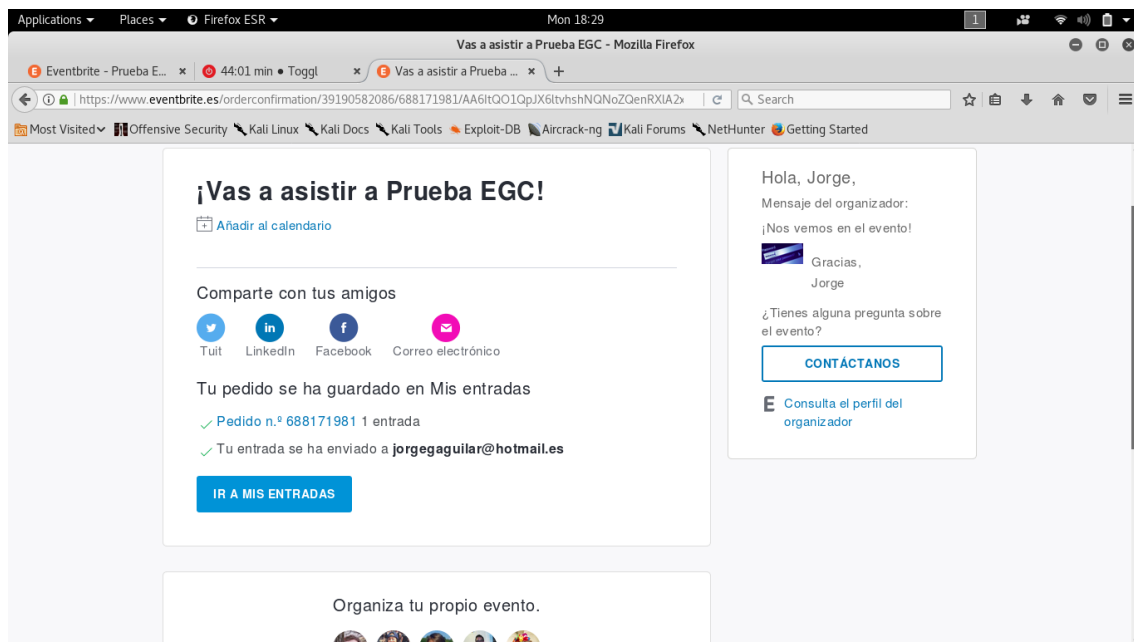 Applications Places Firefox ESR Mon 18:29 1
Vas a asistir a Prueba EGC - Mozilla Firefox
Eventbrite - Prueba E... 44:01 min ● Toggl Vas a asistir a Prueba ...
https://www.eventbrite.es/orderconfirmation/39190582086/688171981/ Search
Most Visited Offensive Security Kali Linux Kali Docs Kali Tools Exploit-DB Aircrack-ng Kali Forums NetHunter Getting Started
¡Vas a asistir a Prueba EGC!
Añadir al calendario
Comparte con tus amigos
Tuit LinkedIn Facebook Correo electrónico
Tu pedido se ha guardado en Mis entradas
Pedido n.º 688171981 1 entrada
Tu entrada se ha enviado a jorgegaguilar@hotmail.es
IR A MIS ENTRADAS
Hola, Jorge,
Mensaje del organizador:
¡Nos vemos en el evento!
Gracias,
Jorge
¿Tienes alguna pregunta sobre
el evento?
CONTÁCTANOS
Consulta el perfil del
organizador
Organiza tu propio evento.